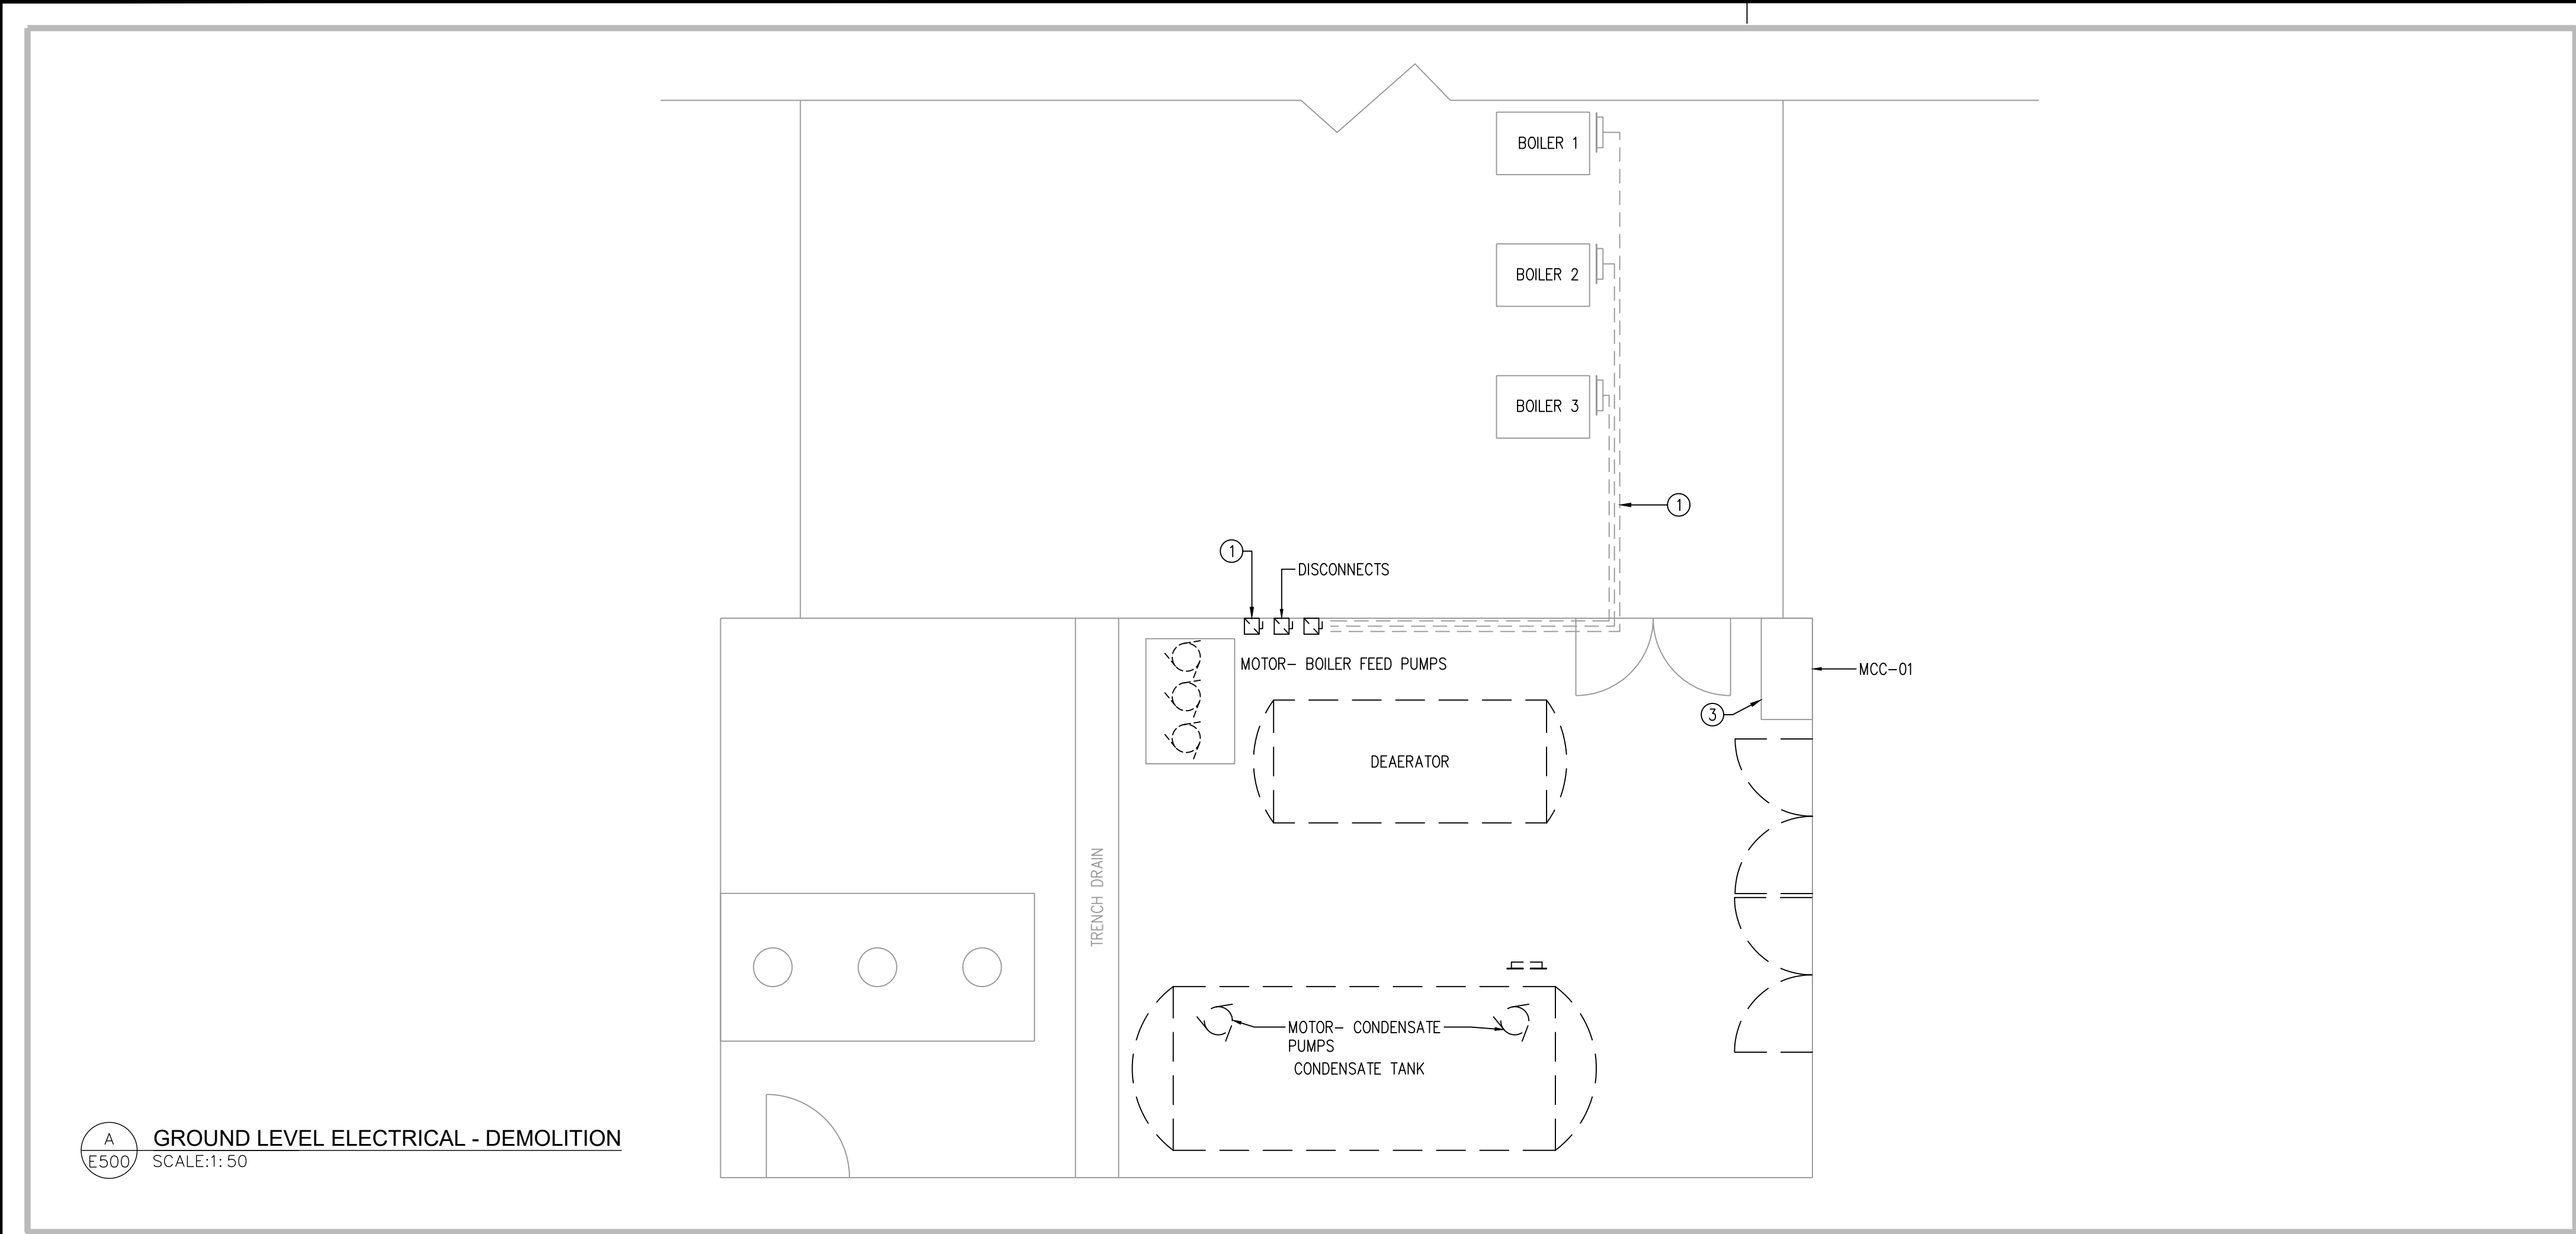 BOILER 1
BOILER 2
BOILER 3
1
1
DISCONNECTS
MOTOR- BOILER FEED PUMPS
MCC-01
3
DEAERATOR
TRENCH DRAIN
MOTOR- CONDENSATE
PUMPS
CONDENSATE TANK
A
E500
GROUND LEVEL ELECTRICAL - DEMOLITION
SCALE:1:50